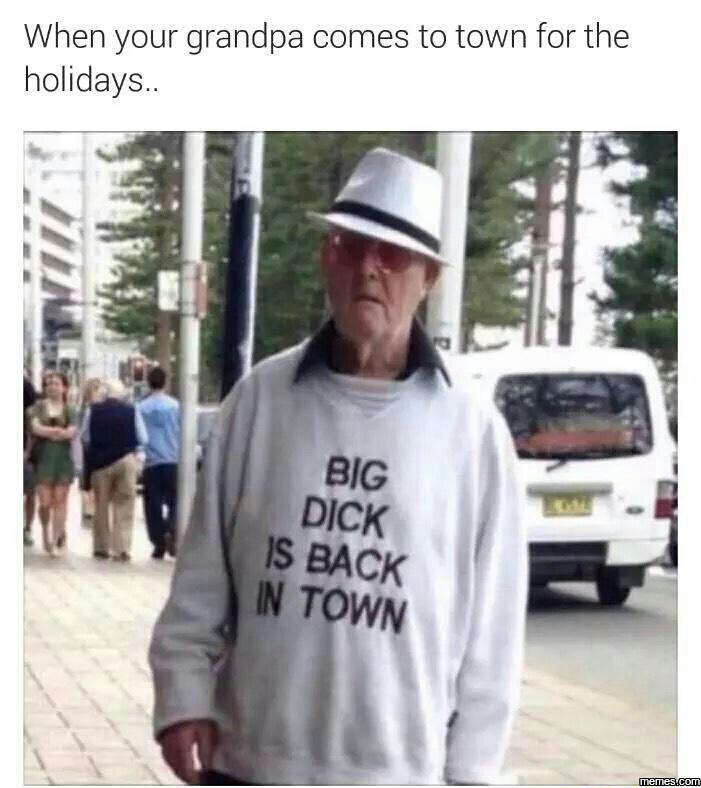 When your grandpa comes to town for the
holidays..
BIG
DICK
IS BACK
IN TOWN
memes.com